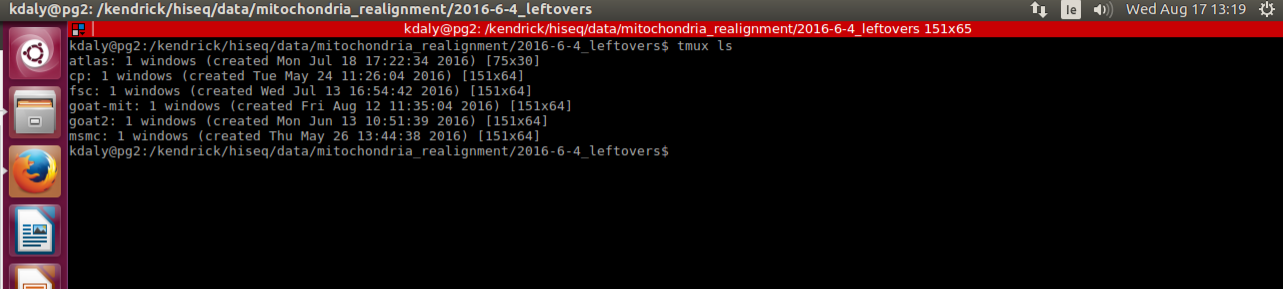 kdaly@pg2: /kendrick/hiseq/data/mitochondria_realignment/2016-6-4_leftovers
Ie
Wed Aug 17 13:19
kdaly@pg2: /kendrick/hiseq/data/mitochondria_realignment/2016-6-4_leftovers 151x65
kdaly@pg2:/kendrick/hiseq/data/mitochondria_realignment/2016-6-4_leftovers$ tmux ls
atlas: 1 windows (created Mon Jul 18 17:22:34 2016) [75x30]
cp: 1 windows (created Tue May 24 11:26:04 2016) [151x64]
fsc: 1 windows (created Wed Jul 13 16:54:42 2016) [151x64]
goat-mit: 1 windows (created Fri Aug 12 11:35:04 2016) [151x64]
goat2: 1 windows (created Mon Jun 13 10:51:39 2016) [151x64]
msmc: 1 windows (created Thu May 26 13:44:38 2016) [151x64]
kdaly@pg2:/kendrick/hiseq/data/mitochondria_realignment/2016-6-4_leftovers$